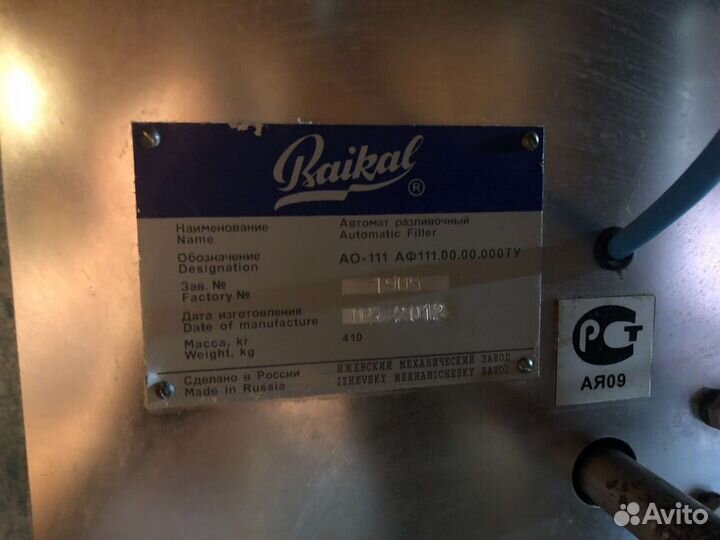 Baikal
®
Наименование Автомат разливочный
Name Automatic Filler
Обозначение АО-111 АФ111.00.00.000ТУ
Designation
Зав. № 1905
Factory №
Дата изготовления 2012
Date of manufacture
Масса, кг 410
Weight, kg
Сделано в России ИЖЕВСКИЙ МЕХАНИЧЕСКИЙ ЗАВОД
Made in Russia IZHEVSKY MEKHANICHESKY ZAVOD
РСТ
АЯ09
Avito